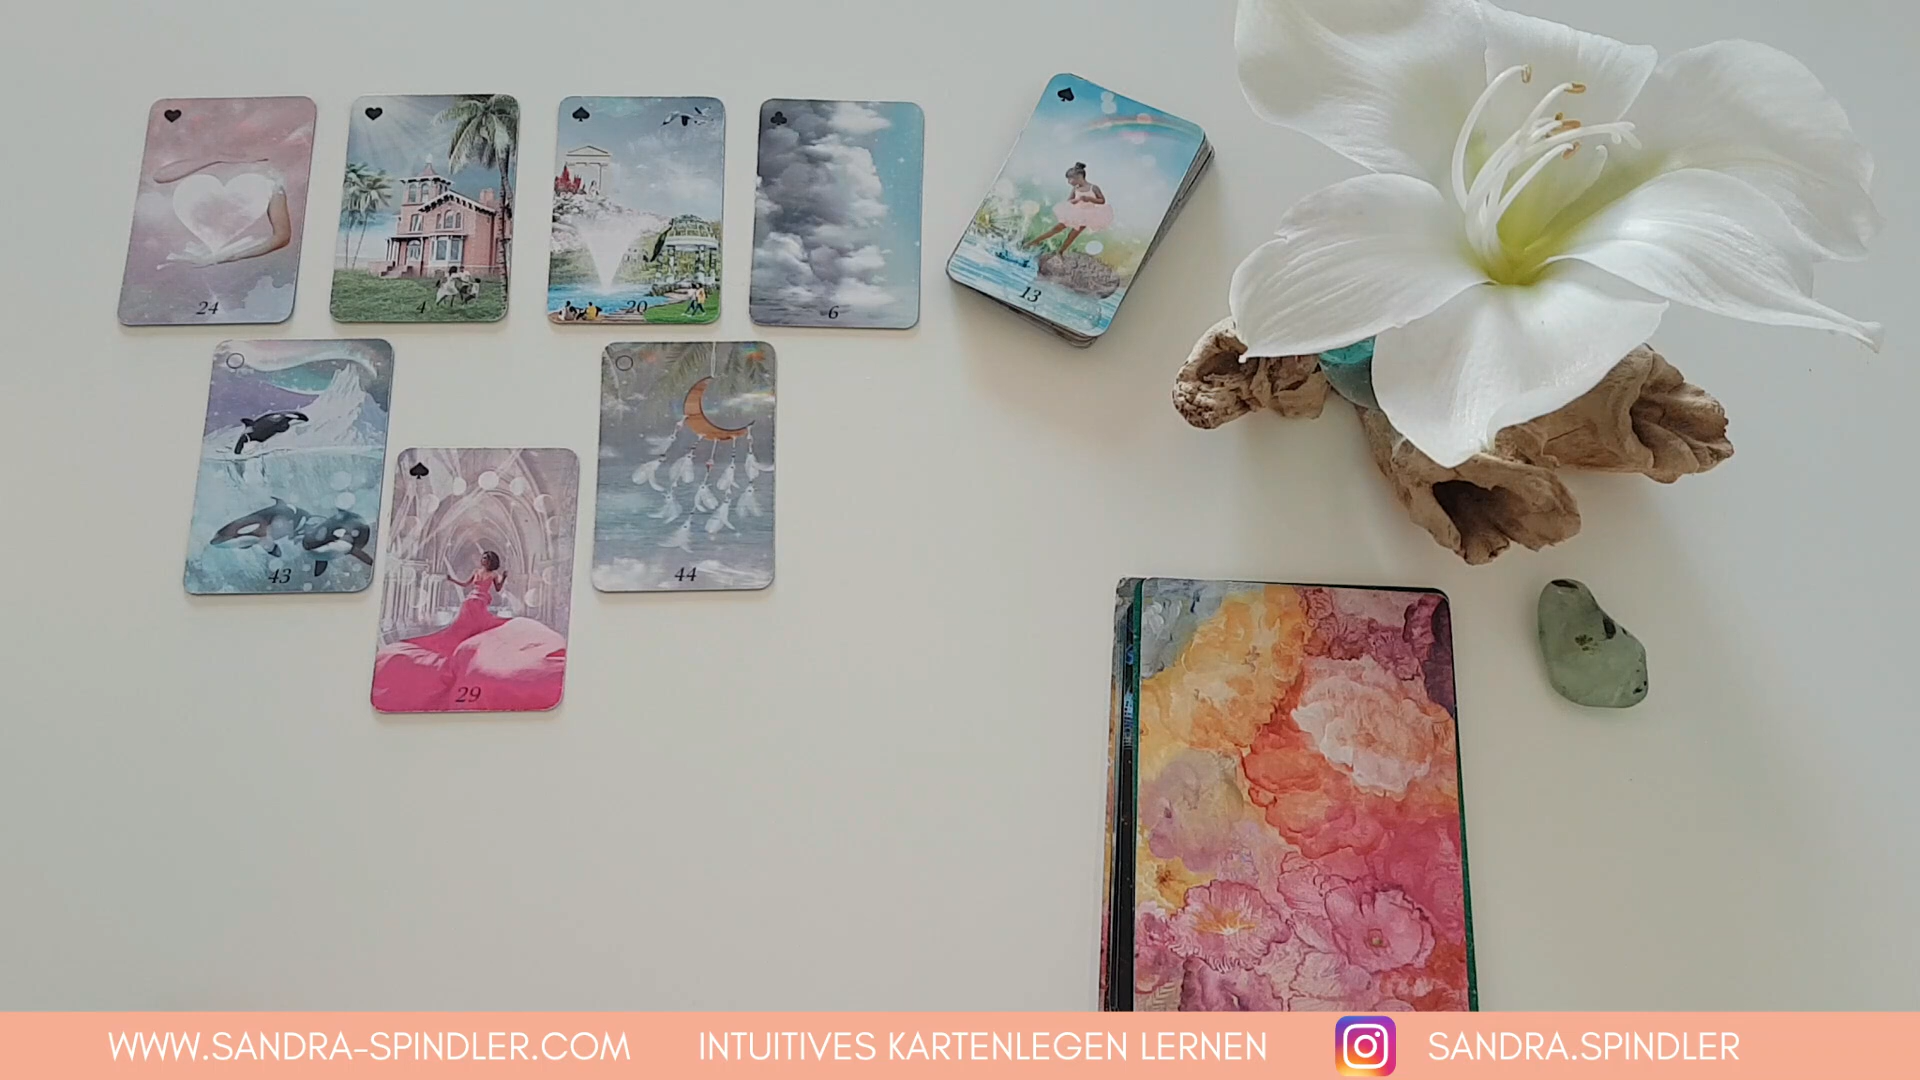 24
4
20
6
13
43
44
29
WWW.SANDRA-SPINDLER.COM
INTUITIVES KARTENLEGEN LERNEN
SANDRA.SPINDLER